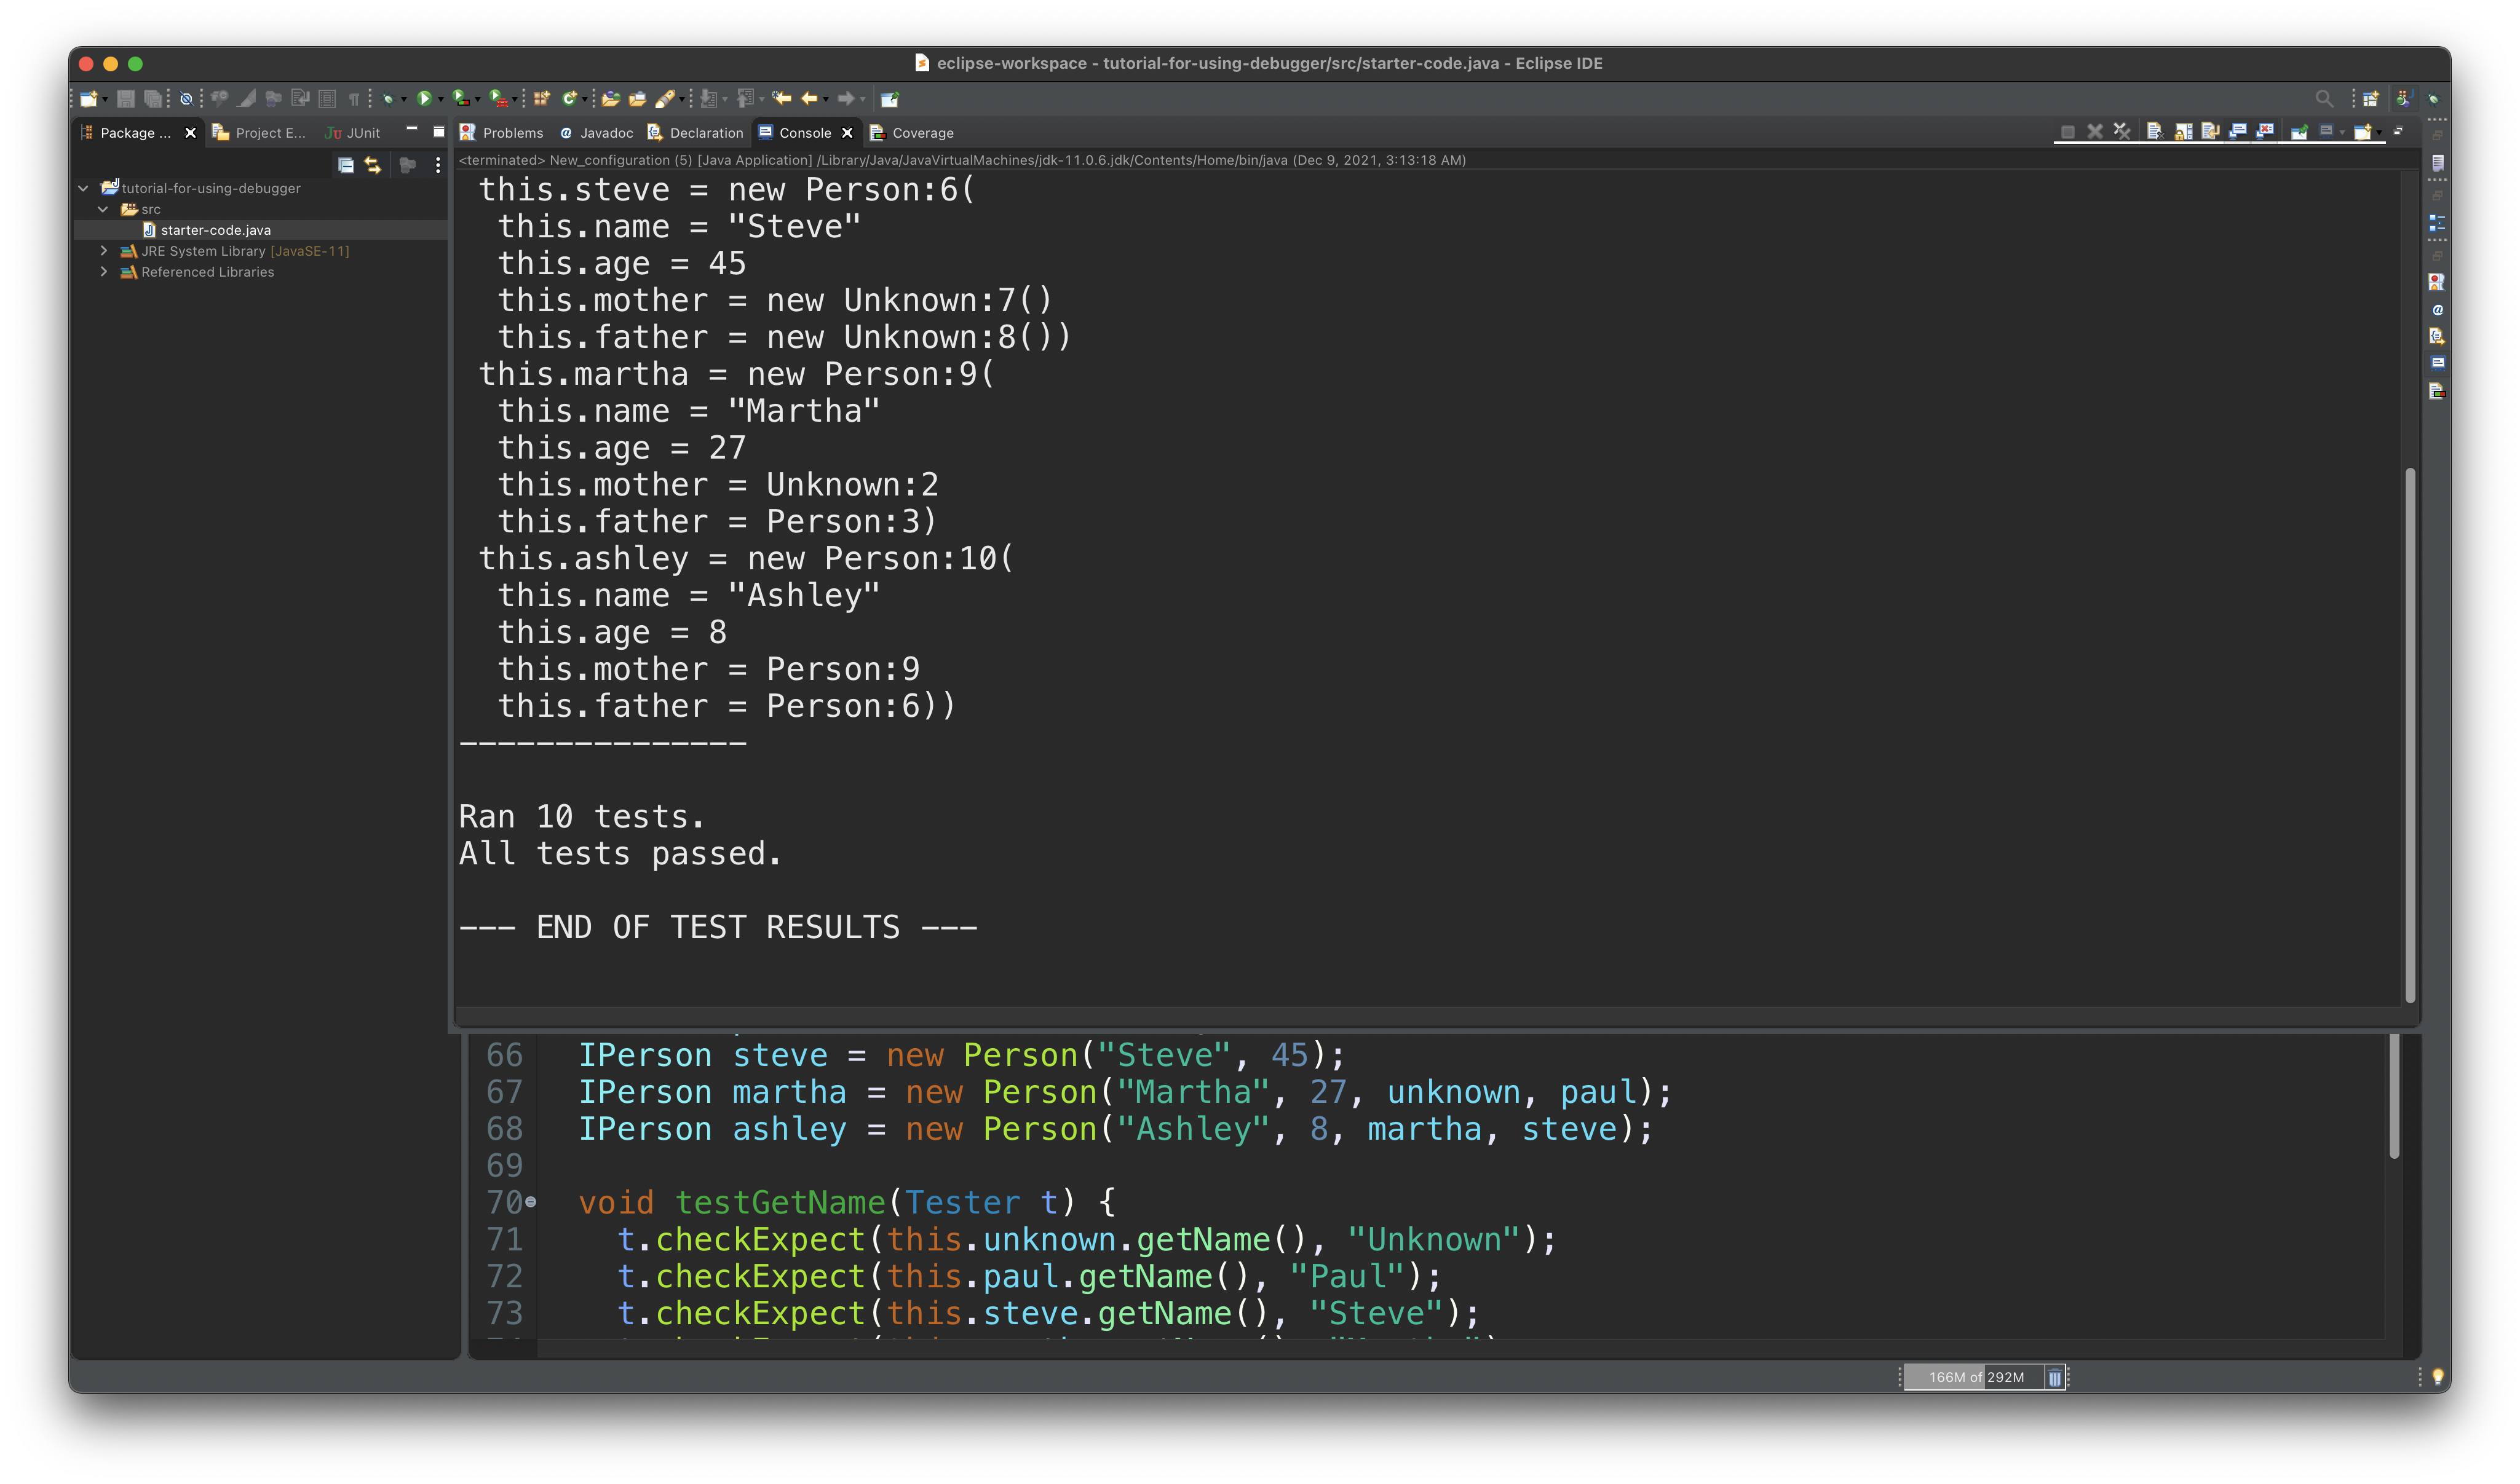 eclipse-workspace - tutorial-for-using-debugger/src/starter-code.java - Eclipse IDE
Package ... Project E... JUnit
Problems Javadoc Declaration Console Coverage
<terminated> New_configuration (5) [Java Application] /Library/Java/JavaVirtualMachines/jdk-11.0.6.jdk/Contents/Home/bin/java (Dec 9, 2021, 3:13:18 AM)
tutorial-for-using-debugger
src
starter-code.java
JRE System Library [JavaSE-11]
Referenced Libraries
this.steve = new Person:6(
this.name = "Steve"
this.age = 45
this.mother = new Unknown:7()
this.father = new Unknown:8())
this.martha = new Person:9(
this.name = "Martha"
this.age = 27
this.mother = Unknown:2
this.father = Person:3)
this.ashley = new Person:10(
this.name = "Ashley"
this.age = 8
this.mother = Person:9
this.father = Person:6))
---------------
Ran 10 tests.
All tests passed.
--- END OF TEST RESULTS ---
66 IPerson steve = new Person("Steve", 45);
67 IPerson martha = new Person("Martha", 27, unknown, paul);
68 IPerson ashley = new Person("Ashley", 8, martha, steve);
69
70 void testGetName(Tester t) {
71 t.checkExpect(this.unknown.getName(), "Unknown");
72 t.checkExpect(this.paul.getName(), "Paul");
73 t.checkExpect(this.steve.getName(), "Steve");
166M of 292M